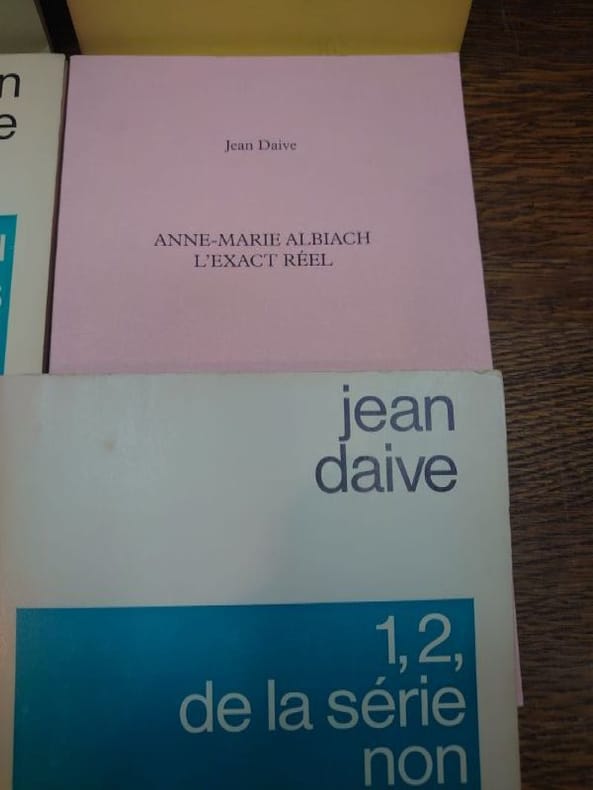 n
e
Jean Daive
ANNE-MARIE ALBIACH
L'EXACT RÉEL
jean
daive
1, 2,
de la série
non